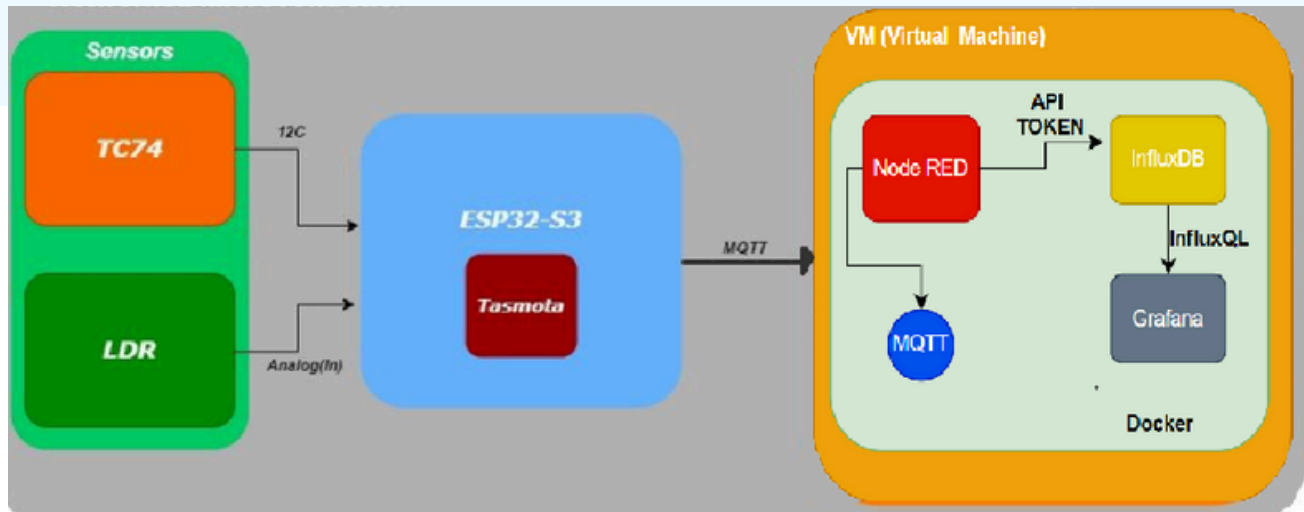 Sensors
TC74
LDR
12C
Analog(In)
ESP32-S3
Tasmota
MQTT
VM (Virtual Machine)
Node RED
API
TOKEN
InfluxDB
InfluxQL
Grafana
MQTT
Docker